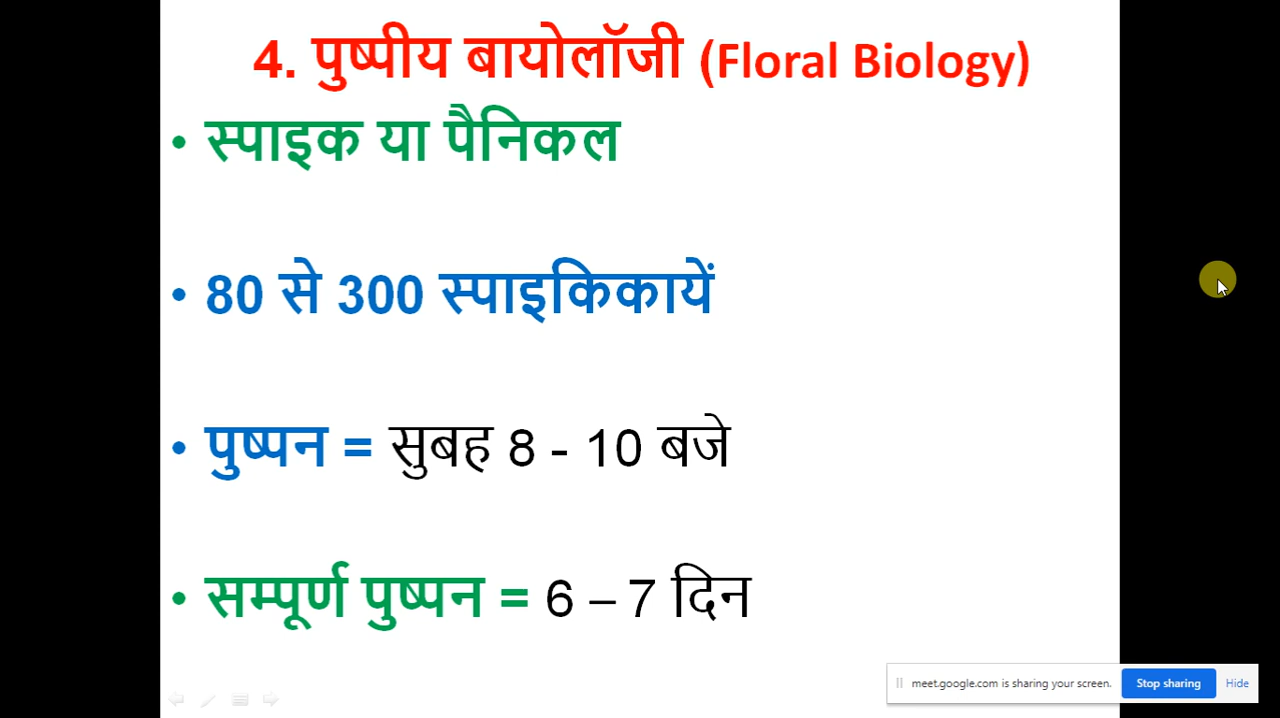 4. पुष्पीय बायोलॉजी (Floral Biology)
• स्पाइक या पैनिकल
• 80 से 300 स्पाइकिकायें
• पुष्पन = सुबह 8 - 10 बजे
• सम्पूर्ण पुष्पन = 6 – 7 दिन
meet.google.com is sharing your screen. Stop sharing Hide